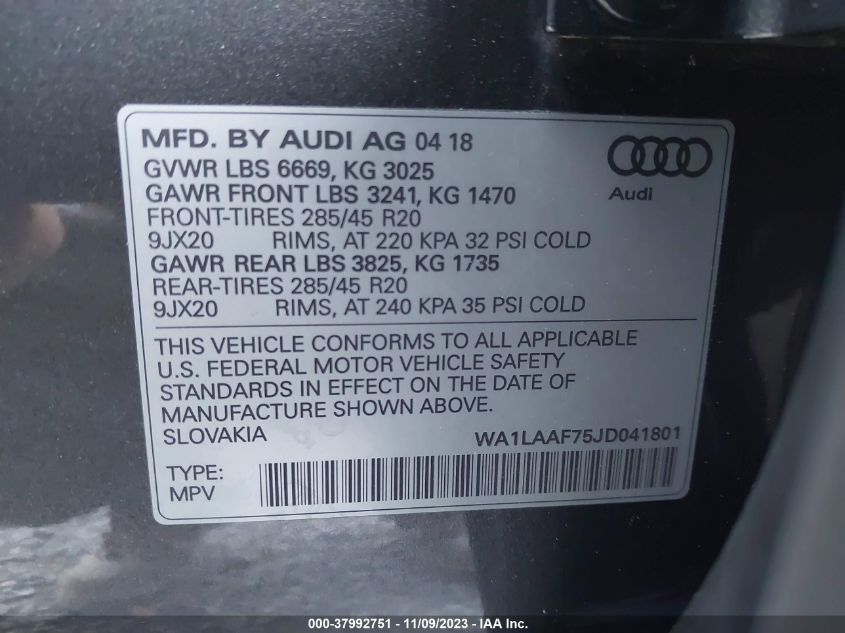 MFD. BY AUDI AG 04 18
GVWR LBS 6669, KG 3025
GAWR FRONT LBS 3241, KG 1470
FRONT-TIRES 285/45 R20
9JX20 RIMS, AT 220 KPA 32 PSI COLD
GAWR REAR LBS 3825, KG 1735
REAR-TIRES 285/45 R20
9JX20 RIMS, AT 240 KPA 35 PSI COLD
Audi
THIS VEHICLE CONFORMS TO ALL APPLICABLE
U.S. FEDERAL MOTOR VEHICLE SAFETY
STANDARDS IN EFFECT ON THE DATE OF
MANUFACTURE SHOWN ABOVE.
SLOVAKIA WA1LAAF75JD041801
TYPE:
MPV
000-37992751 - 11/09/2023 - IAA Inc.